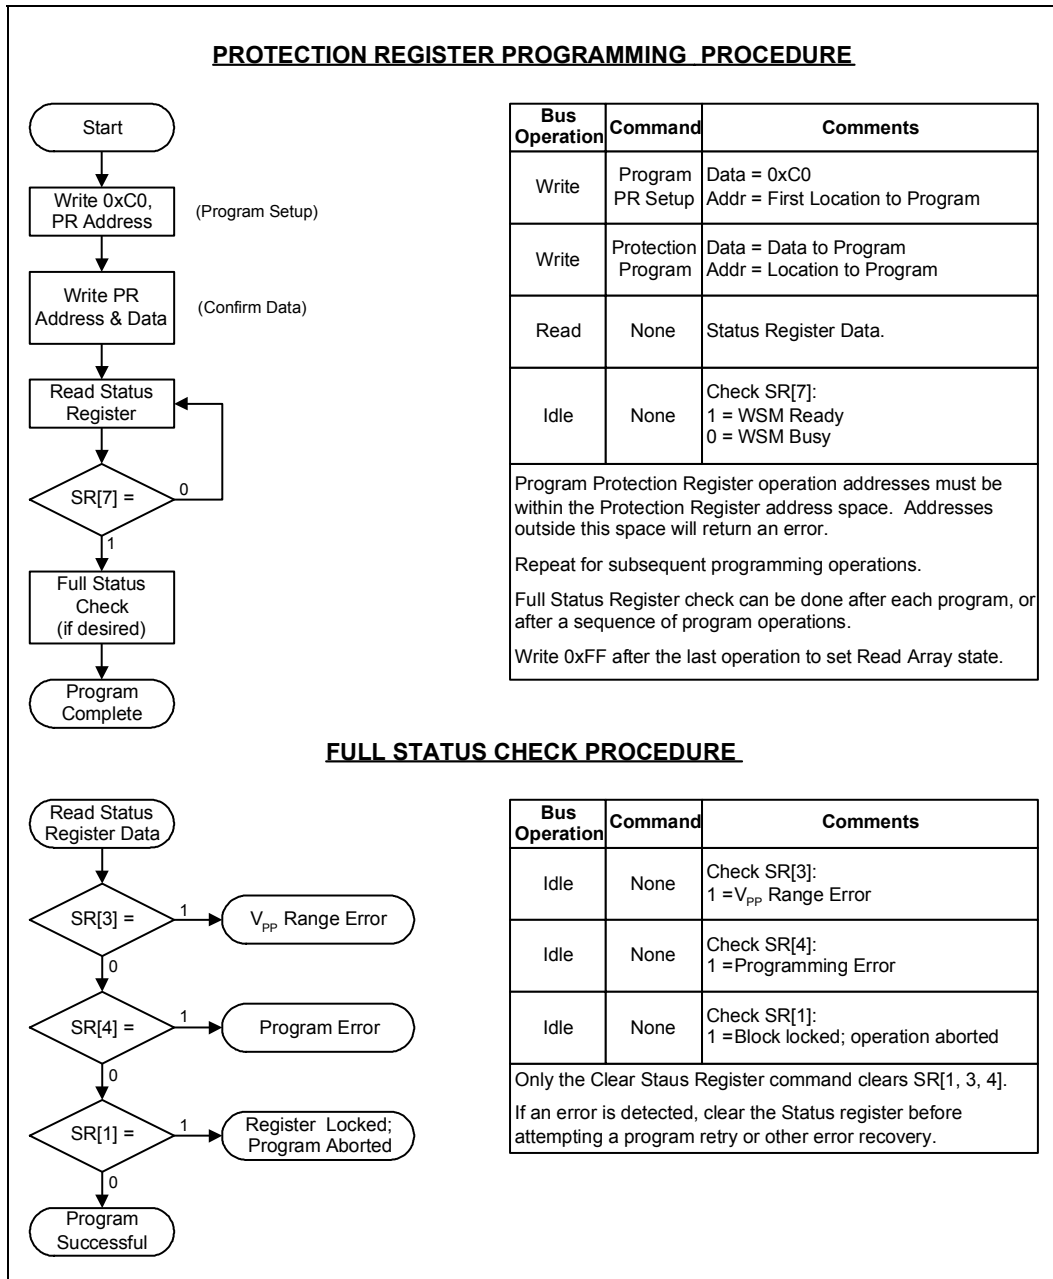 PROTECTION REGISTER PROGRAMMING PROCEDURE
Start
Write 0xC0,
PR Address
(Program Setup)
Write PR
Address & Data
(Confirm Data)
Read Status
Register
SR[7] =
0
1
Full Status
Check
(if desired)
Program
Complete
Bus
Operation
Command
Comments
Write
Program
PR Setup
Data = 0xC0
Addr = First Location to Program
Write
Protection
Program
Data = Data to Program
Addr = Location to Program
Read
None
Status Register Data.
Idle
None
Check SR[7]:
1 = WSM Ready
0 = WSM Busy
Program Protection Register operation addresses must be
within the Protection Register address space. Addresses
outside this space will return an error.
Repeat for subsequent programming operations.
Full Status Register check can be done after each program, or
after a sequence of program operations.
Write 0xFF after the last operation to set Read Array state.
FULL STATUS CHECK PROCEDURE
Read Status
Register Data
SR[3] =
1
VPP Range Error
0
SR[4] =
1
Program Error
0
SR[1] =
1
Register Locked;
Program Aborted
0
Program
Successful
Bus
Operation
Command
Comments
Idle
None
Check SR[3]:
1 =VPP Range Error
Idle
None
Check SR[4]:
1 =Programming Error
Idle
None
Check SR[1]:
1 =Block locked; operation aborted
Only the Clear Staus Register command clears SR[1, 3, 4].
If an error is detected, clear the Status register before
attempting a program retry or other error recovery.